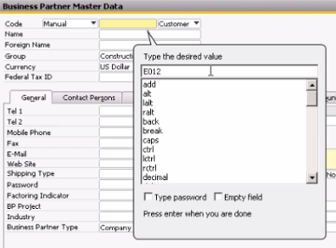 Business Partner Master Data
Code Manual Customer
Name
Foreign Name
Group Constructi
Currency US Dollar
Federal Tax ID
Type the desired value
E012
add
alt
lalt
ralt
back
break
caps
ctrl
lctrl
rctrl
decimal
Type password Empty field
Press enter when you are done
General Contact Persons
Tel 1
Tel 2
Mobile Phone
Fax
E-Mail
Web Site
Shipping Type
Password
Factoring Indicator
BP Project
Industry
Business Partner Type Company